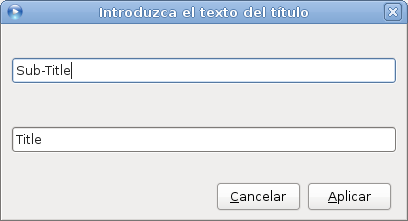 Introduzca el texto del título
Sub-Title
Title
Cancelar
Aplicar